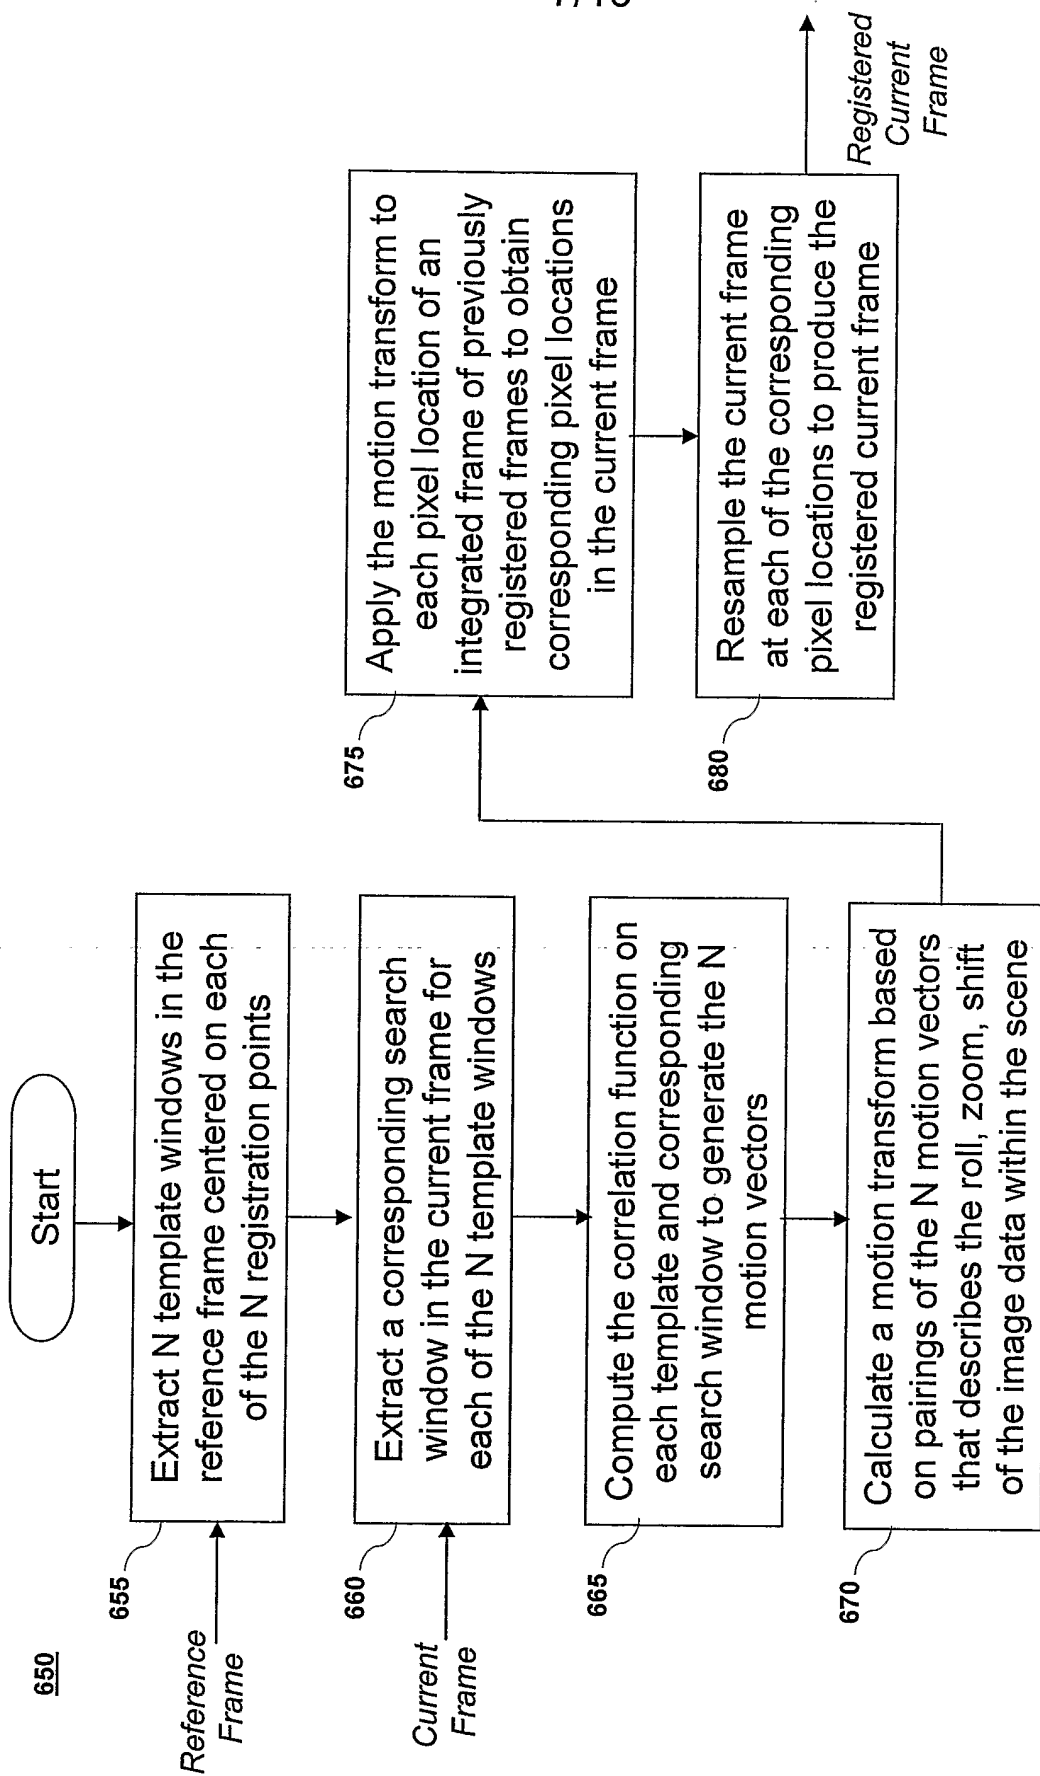 650
Start
Reference
Frame
655
Extract N template windows in the
reference frame centered on each
of the N registration points
Current
Frame
660
Extract a corresponding search
window in the current frame for
each of the N template windows
665
Compute the correlation function on
each template and corresponding
search window to generate the N
motion vectors
670
Calculate a motion transform based
on pairings of the N motion vectors
that describes the roll, zoom, shift
of the image data within the scene
675
Apply the motion transform to
each pixel location of an
integrated frame of previously
registered frames to obtain
corresponding pixel locations
in the current frame
680
Resample the current frame
at each of the corresponding
pixel locations to produce the
registered current frame
Registered
Current
Frame